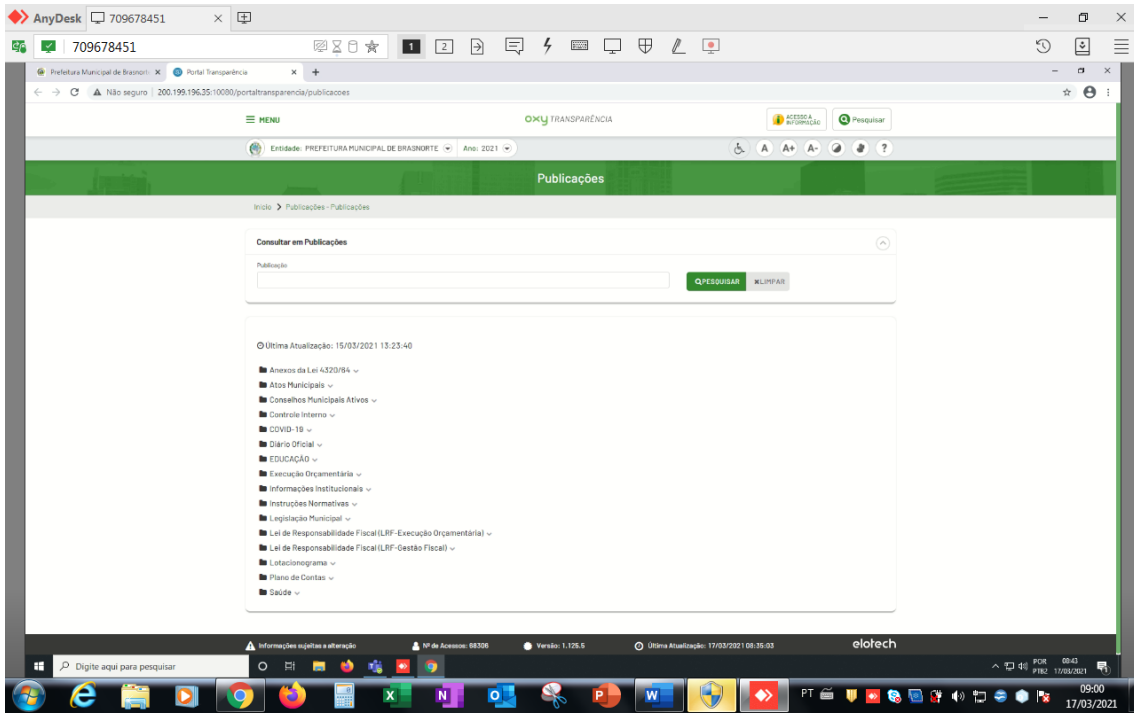 AnyDesk 709678451
709678451 1 2
Prefeitura Municipal de Brasnort Portal Transparência
Não seguro 200.199.196.35:10080/portaltransparencia/publicacoes
MENU OXY TRANSPARÊNCIA ACESSO À INFORMAÇÃO Pesquisar
Entidade: PREFEITURA MUNICIPAL DE BRASNORTE Ano: 2021 A A+ A- ?
Publicações
Início > Publicações - Publicações
Consultar em Publicações
Publicação
PESQUISAR LIMPAR
Última Atualização: 15/03/2021 13:23:40
Anexos da Lei 4320/64
Atos Municipais
Conselhos Municipais Ativos
Controle Interno
COVID-19
Diário Oficial
EDUCAÇÃO
Execução Orçamentária
Informações Institucionais
Instruções Normativas
Legislação Municipal
Lei de Responsabilidade Fiscal (LRF-Execução Orçamentária)
Lei de Responsabilidade Fiscal (LRF-Gestão Fiscal)
Lotacionograma
Plano de Contas
Saúde
Informações sujeitas a alteração Nº de Acessos: 68306 Versão: 1.125.5 Última Atualização: 17/03/2021 08:35:03 elotech
Digite aqui para pesquisar POR 08:43
PTB2 17/03/2021
PT 09:00
17/03/2021